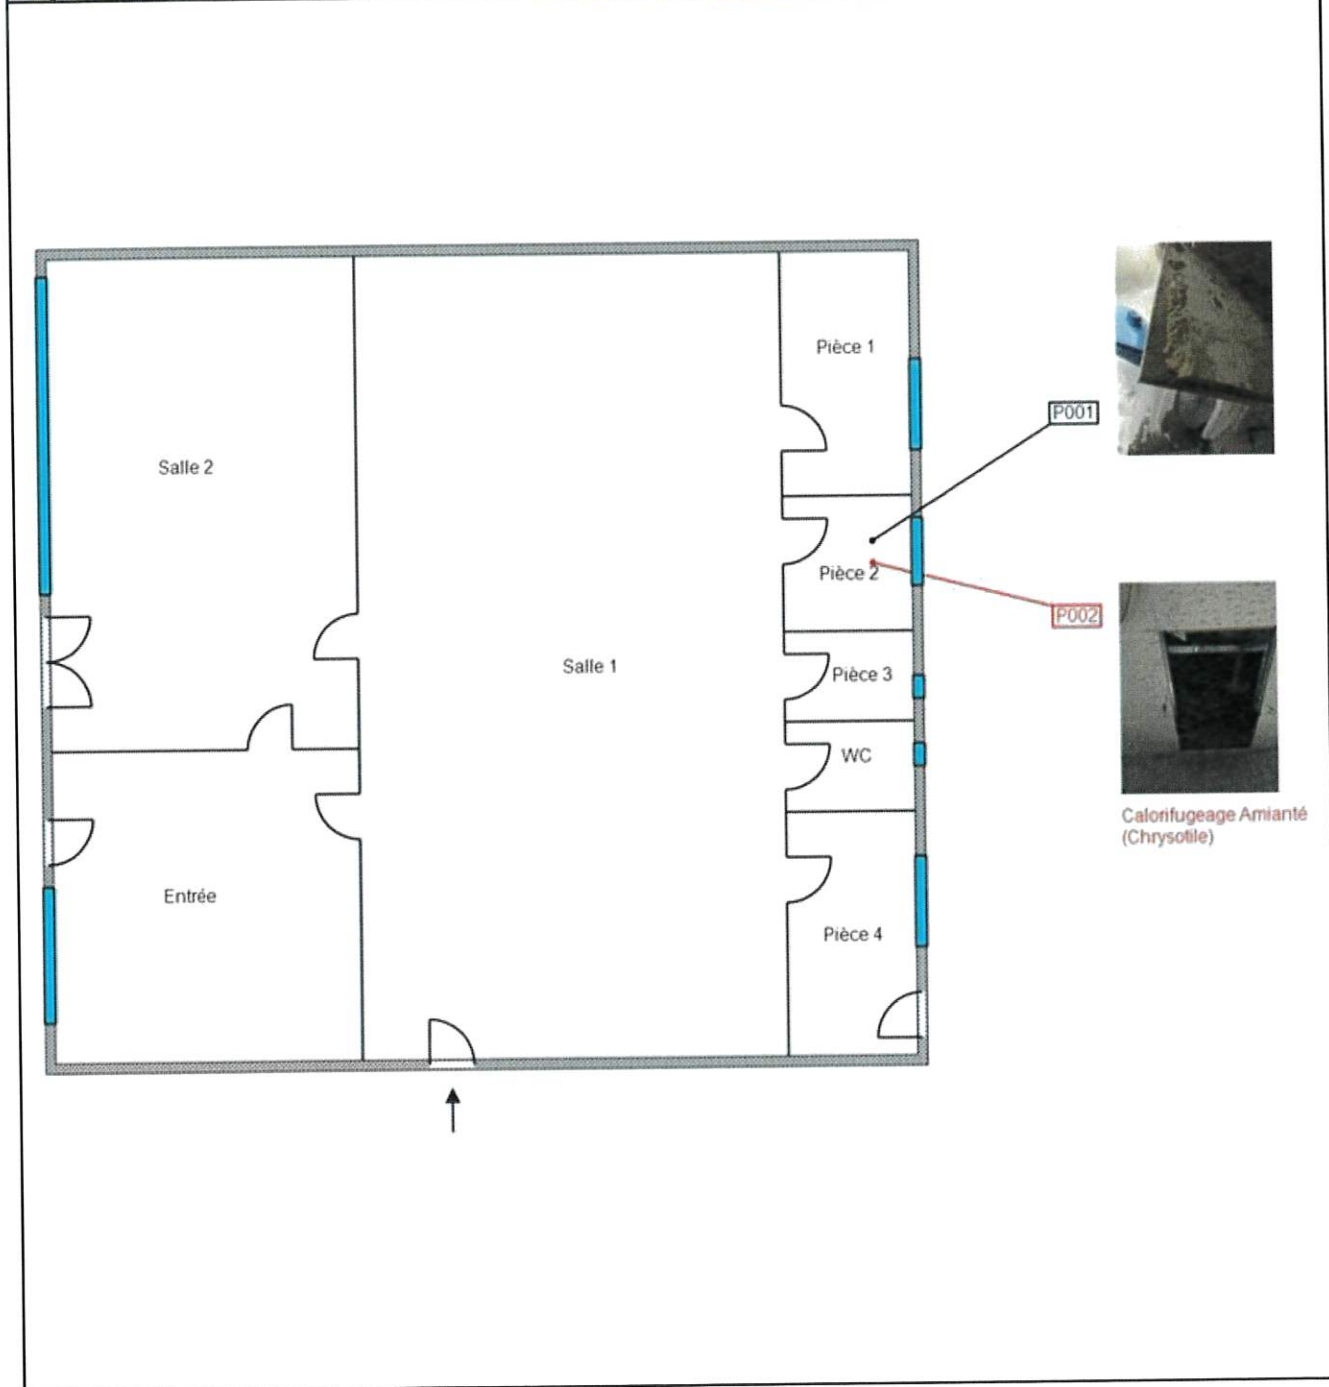 Pièce 1
P001
Salle 2
Pièce 2
P002
Salle 1
Pièce 3
WC
Calorifugeage Amianté
(Chrysotile)
Entrée
Pièce 4